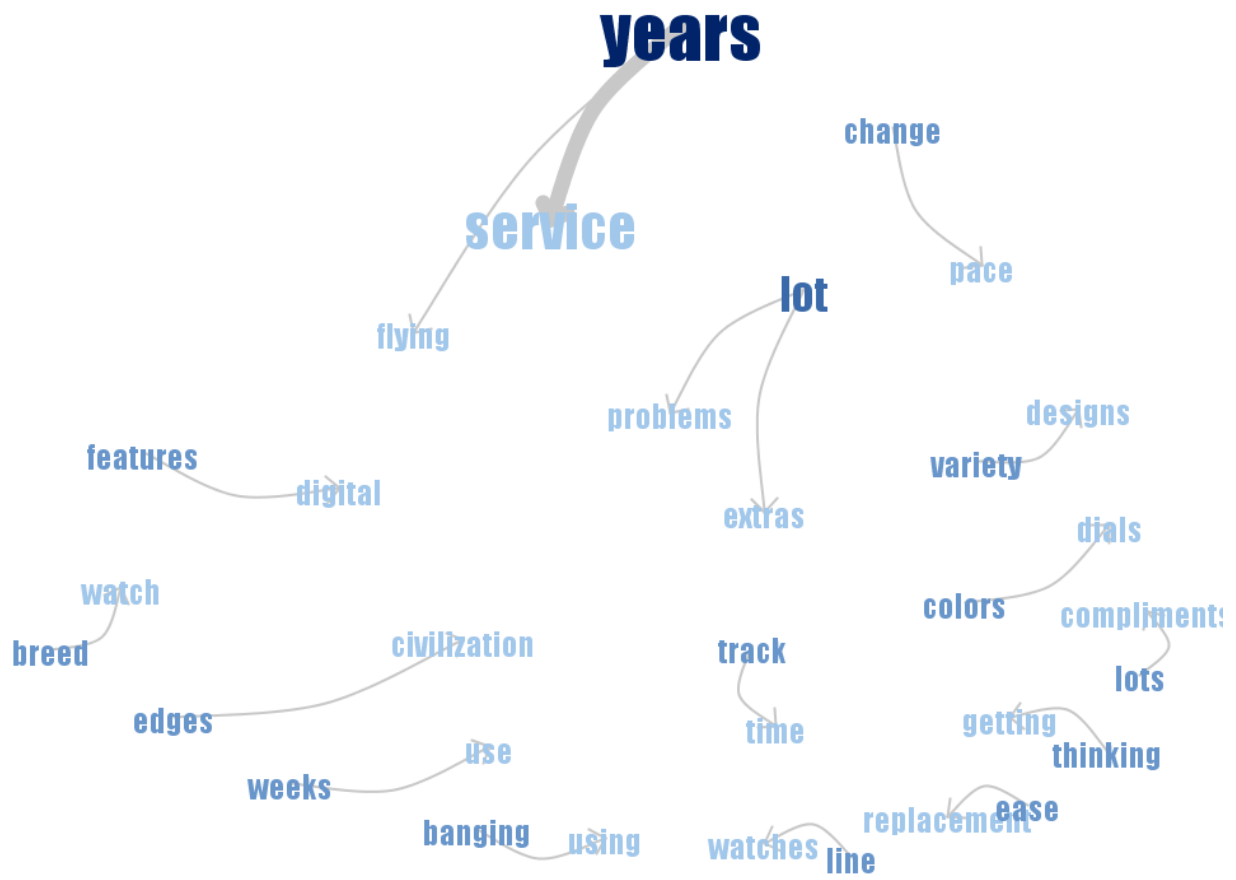 years
change
service
pace
lot
flying
problems
designs
features
variety
digital
extras
dials
watch
colors
compliments
civilization
breed
track
lots
edges
getting
time
use
thinking
weeks
ease
replacement
banging
using
watches
line